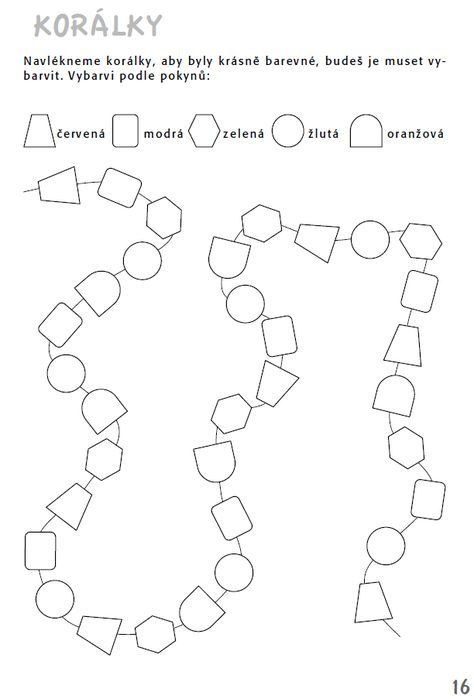 KORÁLKY
Navlékneme korálky, aby byly krásně barevné, budeš je muset vy-
barvit. Vybarvi podle pokynů:
červená modrá zelená žlutá oranžová
16